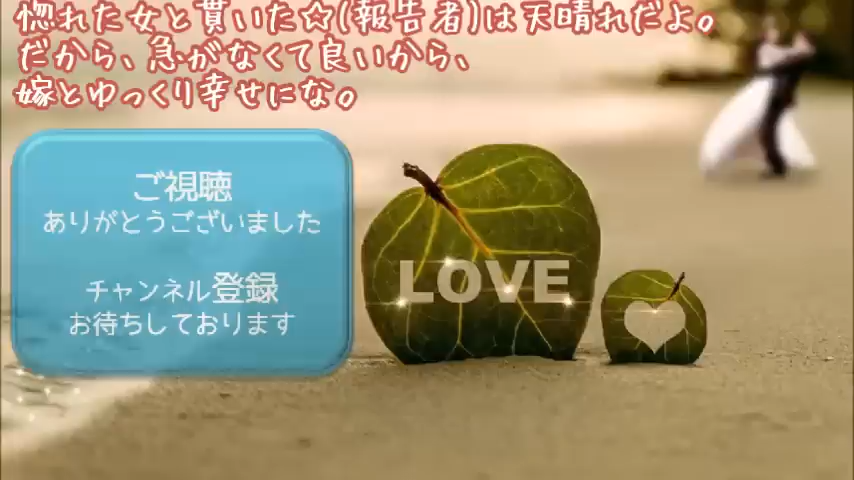 惚れた女と貫いた☆(報告者)は天晴れだよ。
だから、急がなくて良いから、
嫁とゆっくり幸せにな。
ご視聴
ありがとうございました
チャンネル登録
お待ちしております
LOVE